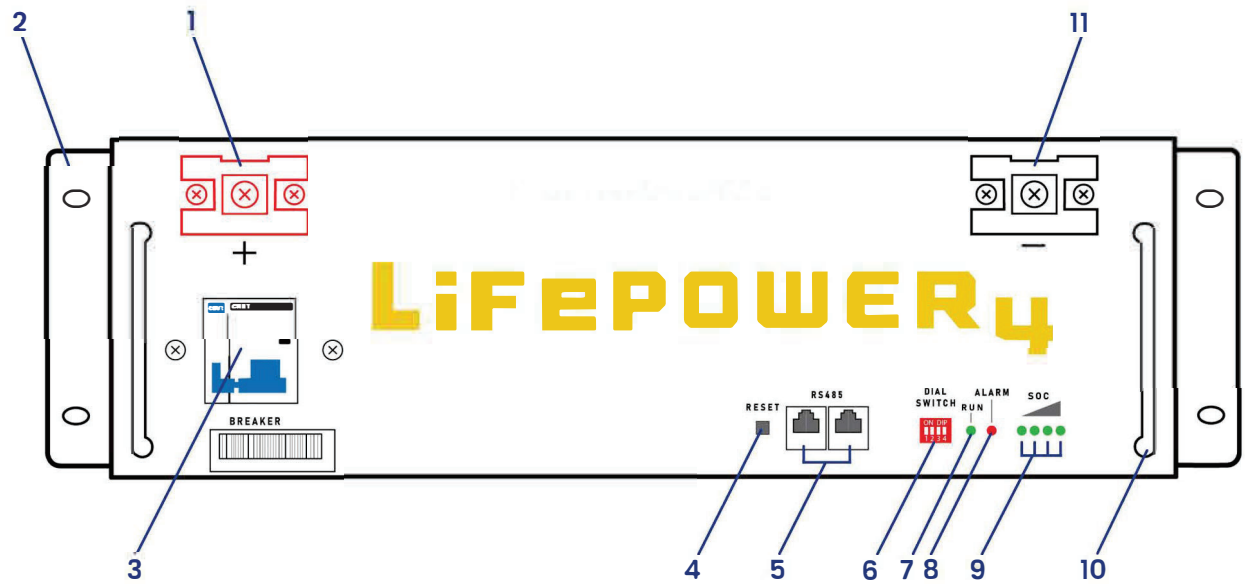 2
1
11
+
−
LiFePOWER4
BREAKER
RESET
RS485
DIAL
SWITCH
RUN
ALARM
SOC
ON DIP
1 2 3 4
3
4
5
6
7
8
9
10